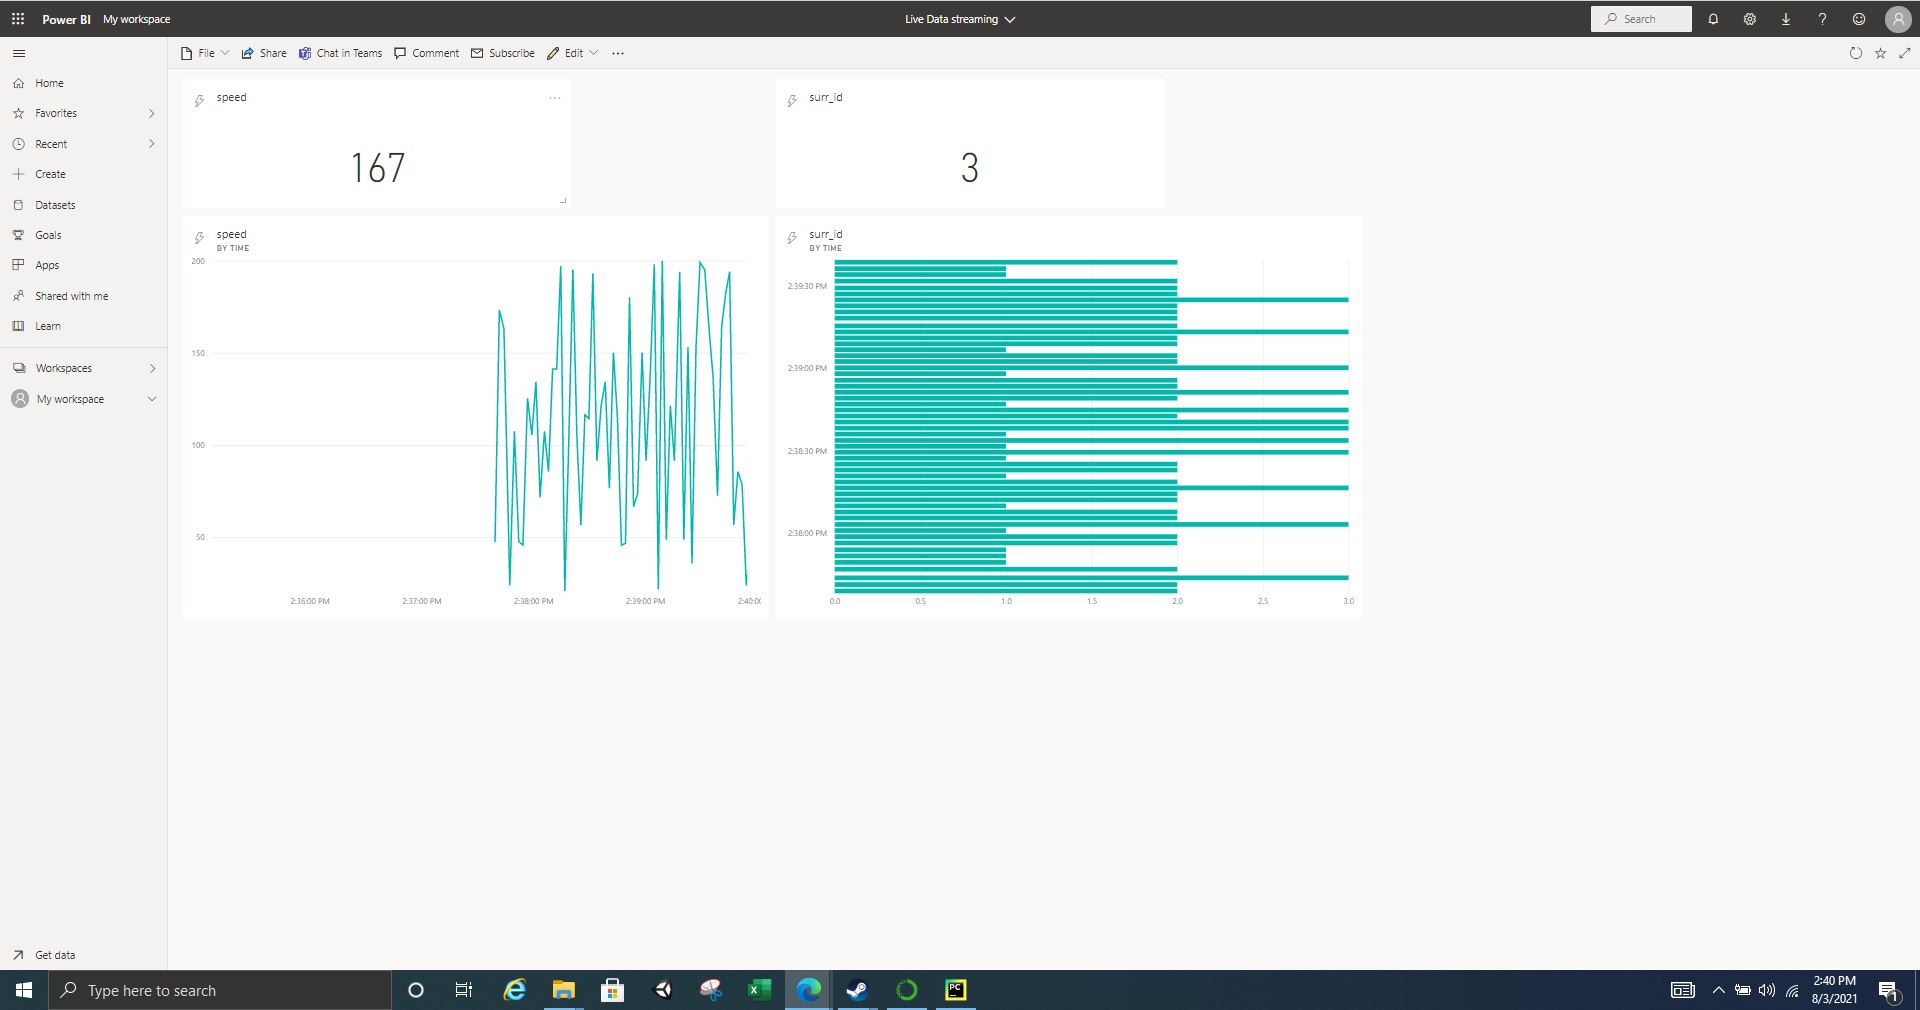 Power BI My workspace
Live Data streaming
Search
File Share Chat in Teams Comment Subscribe Edit ...
Home
Favorites
Recent
Create
Datasets
Goals
Apps
Shared with me
Learn
Workspaces
My workspace
Get data
speed
...
167
surr_id
3
speed
BY TIME
200
150
100
50
2:36:00 PM 2:37:00 PM 2:38:00 PM 2:39:00 PM 2:40:0
surr_id
BY TIME
2:39:30 PM
2:39:00 PM
2:38:30 PM
2:38:00 PM
0.0 0.5 1.0 1.5 2.0 2.5 3.0
Type here to search
PC
2:40 PM
8/3/2021
1